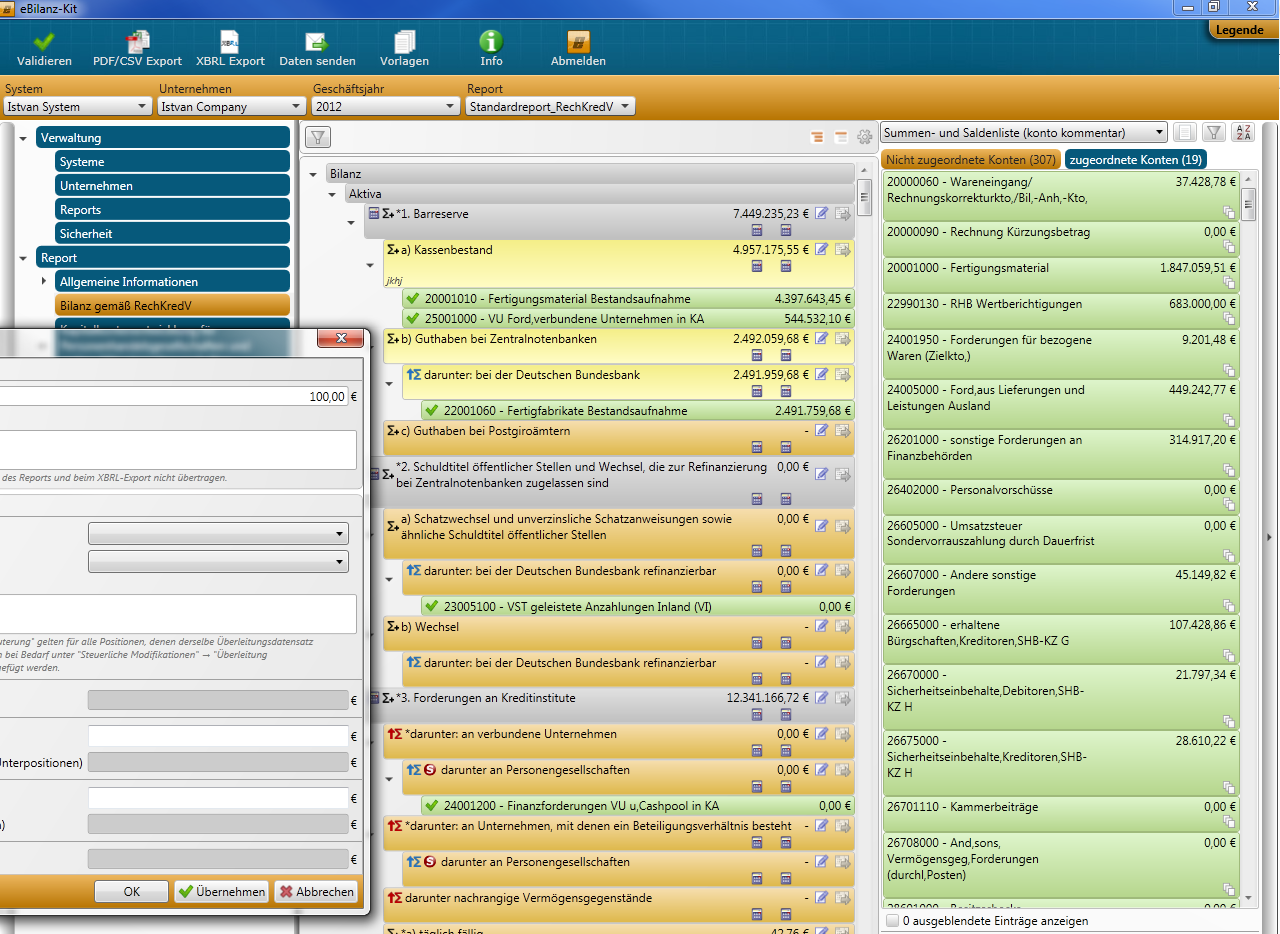 eBilanz-Kit
Legende
Validieren
PDF/CSV Export
XBRL Export
Daten senden
Vorlagen
Info
Abmelden
System
Unternehmen
Geschäftsjahr
Report
Istvan System
Istvan Company
2012
Standardreport_RechKredV
Verwaltung
Systeme
Unternehmen
Reports
Sicherheit
Report
Allgemeine Informationen
Bilanz gemäß RechKredV
100,00 €
des Reports und beim XBRL-Export nicht übertragen.
uterung" gelten für alle Positionen, denen derselbe Überleitungsdatensatz
n bei Bedarf unter "Steuerliche Modifikationen" → "Überleitung
efügt werden.
€
€
Unterpositionen) €
€
) €
€
OK
Übernehmen
Abbrechen
Bilanz
Aktiva
Σ+ *1. Barreserve 7.449.235,23 €
Σ+ a) Kassenbestand 4.957.175,55 €
jkhj
20001010 - Fertigungsmaterial Bestandsaufnahme 4.397.643,45 €
25001000 - VU Ford,verbundene Unternehmen in KA 544.532,10 €
Σ+ b) Guthaben bei Zentralnotenbanken 2.492.059,68 €
Σ darunter: bei der Deutschen Bundesbank 2.491.959,68 €
22001060 - Fertigfabrikate Bestandsaufnahme 2.491.759,68 €
Σ+ c) Guthaben bei Postgiroämtern -
Σ+ *2. Schuldtitel öffentlicher Stellen und Wechsel, die zur Refinanzierung 0,00 €
bei Zentralnotenbanken zugelassen sind
Σ+ a) Schatzwechsel und unverzinsliche Schatzanweisungen sowie 0,00 €
ähnliche Schuldtitel öffentlicher Stellen
Σ darunter: bei der Deutschen Bundesbank refinanzierbar 0,00 €
23005100 - VST geleistete Anzahlungen Inland (VI) 0,00 €
Σ+ b) Wechsel -
Σ darunter: bei der Deutschen Bundesbank refinanzierbar -
Σ+ *3. Forderungen an Kreditinstitute 12.341.166,72 €
Σ *darunter: an verbundene Unternehmen 0,00 €
Σ S darunter an Personengesellschaften 0,00 €
24001200 - Finanzforderungen VU u,Cashpool in KA 0,00 €
Σ *darunter: an Unternehmen, mit denen ein Beteiligungsverhältnis besteht -
Σ S darunter an Personengesellschaften -
Σ darunter nachrangige Vermögensgegenstände -
Σ+ *a) täglich fällig 42,76 €
Summen- und Saldenliste (konto kommentar)
A Z
Z A
Nicht zugeordnete Konten (307)
zugeordnete Konten (19)
20000060 - Wareneingang/ 37.428,78 €
Rechnungskorrekturkto,/Bil,-Anh,-Kto,
20000090 - Rechnung Kürzungsbetrag 0,00 €
20001000 - Fertigungsmaterial 1.847.059,51 €
22990130 - RHB Wertberichtigungen 683.000,00 €
24001950 - Forderungen für bezogene 9.201,48 €
Waren (Zielkto,)
24005000 - Ford,aus Lieferungen und 449.242,77 €
Leistungen Ausland
26201000 - sonstige Forderungen an 314.917,20 €
Finanzbehörden
26402000 - Personalvorschüsse 0,00 €
26605000 - Umsatzsteuer 0,00 €
Sondervorrauszahlung durch Dauerfrist
26607000 - Andere sonstige 45.149,82 €
Forderungen
26665000 - erhaltene 107.428,86 €
Bürgschaften,Kreditoren,SHB-KZ G
26670000 - 21.797,34 €
Sicherheitseinbehalte,Debitoren,SHB-
KZ H
26675000 - 28.610,22 €
Sicherheitseinbehalte,Kreditoren,SHB-
KZ H
26701110 - Kammerbeiträge 0,00 €
26708000 - And,sons, 0,00 €
Vermögensgeg,Forderungen
(durchl,Posten)
0 ausgeblendete Einträge anzeigen